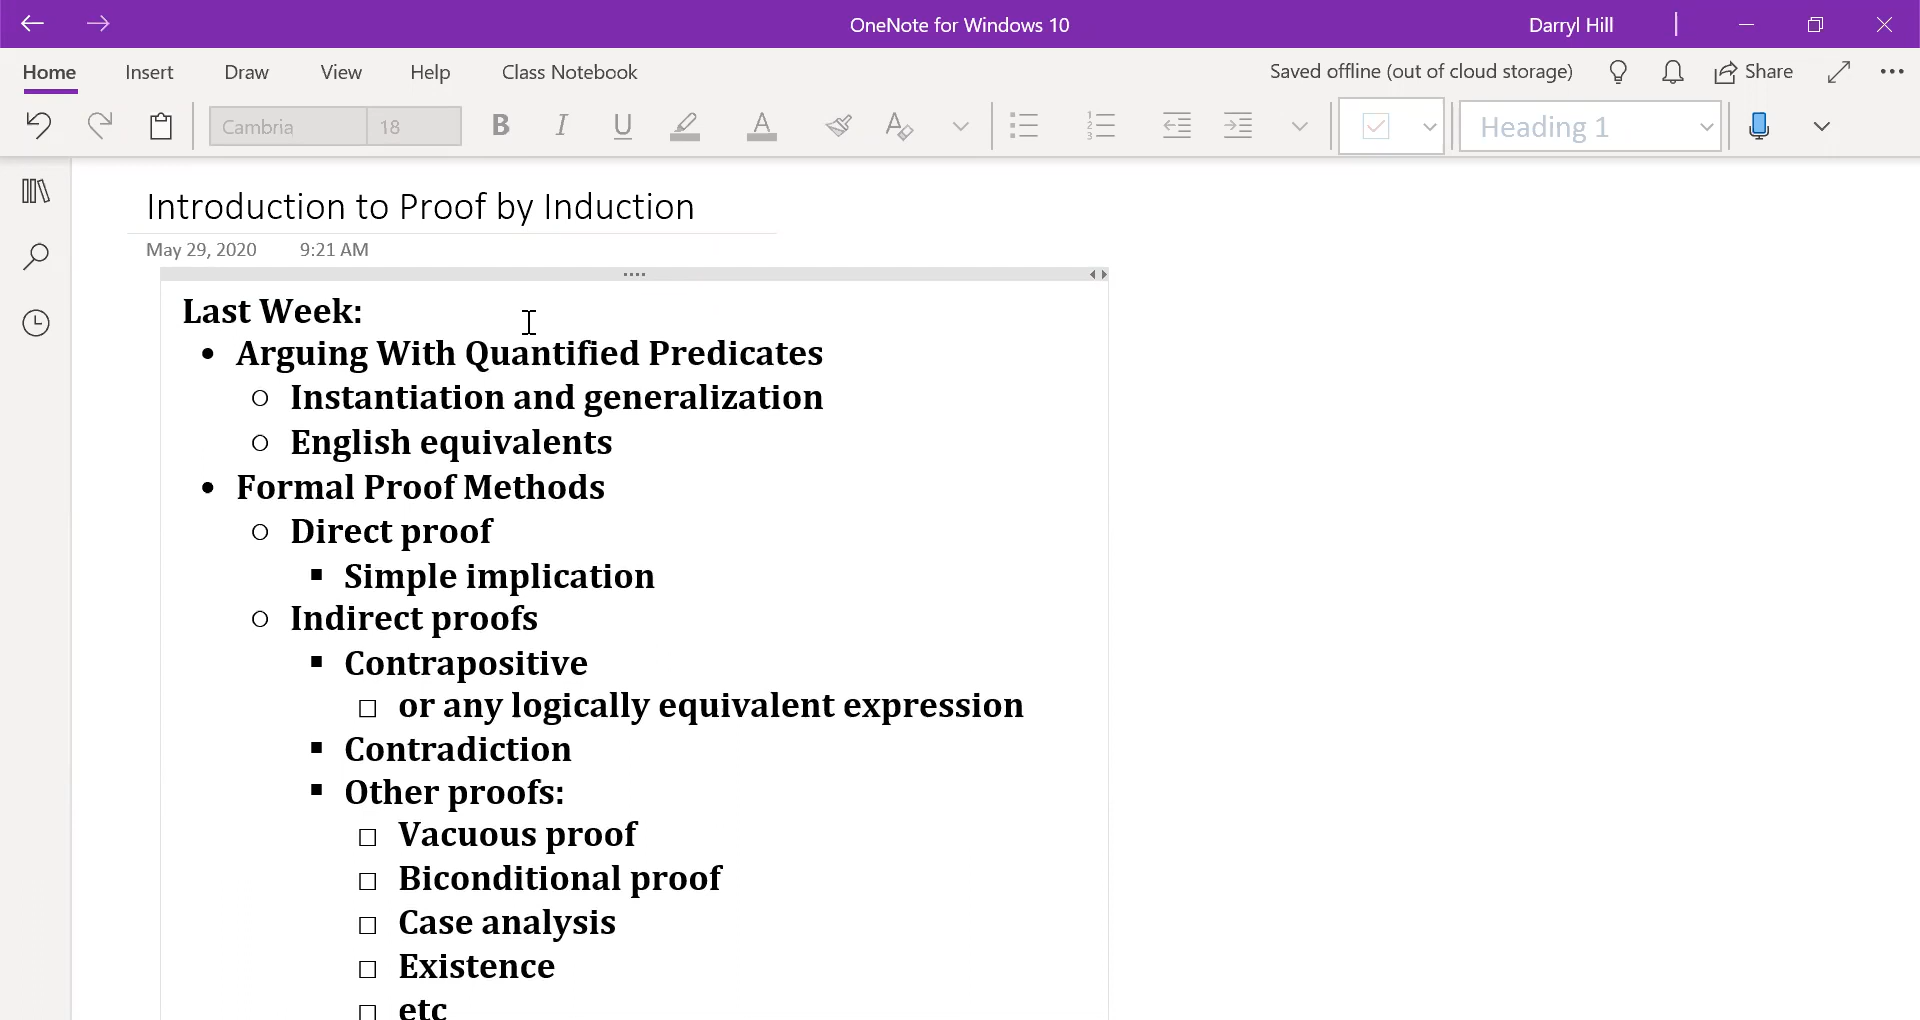 OneNote for Windows 10
Darryl Hill
Home Insert Draw View Help Class Notebook
Saved offline (out of cloud storage) Share
Cambria 18 B I U A A Heading 1
Introduction to Proof by Induction
May 29, 2020 9:21 AM
Last Week:
• Arguing With Quantified Predicates
○ Instantiation and generalization
○ English equivalents
• Formal Proof Methods
○ Direct proof
▪ Simple implication
○ Indirect proofs
▪ Contrapositive
□ or any logically equivalent expression
▪ Contradiction
▪ Other proofs:
□ Vacuous proof
□ Biconditional proof
□ Case analysis
□ Existence
□ etc